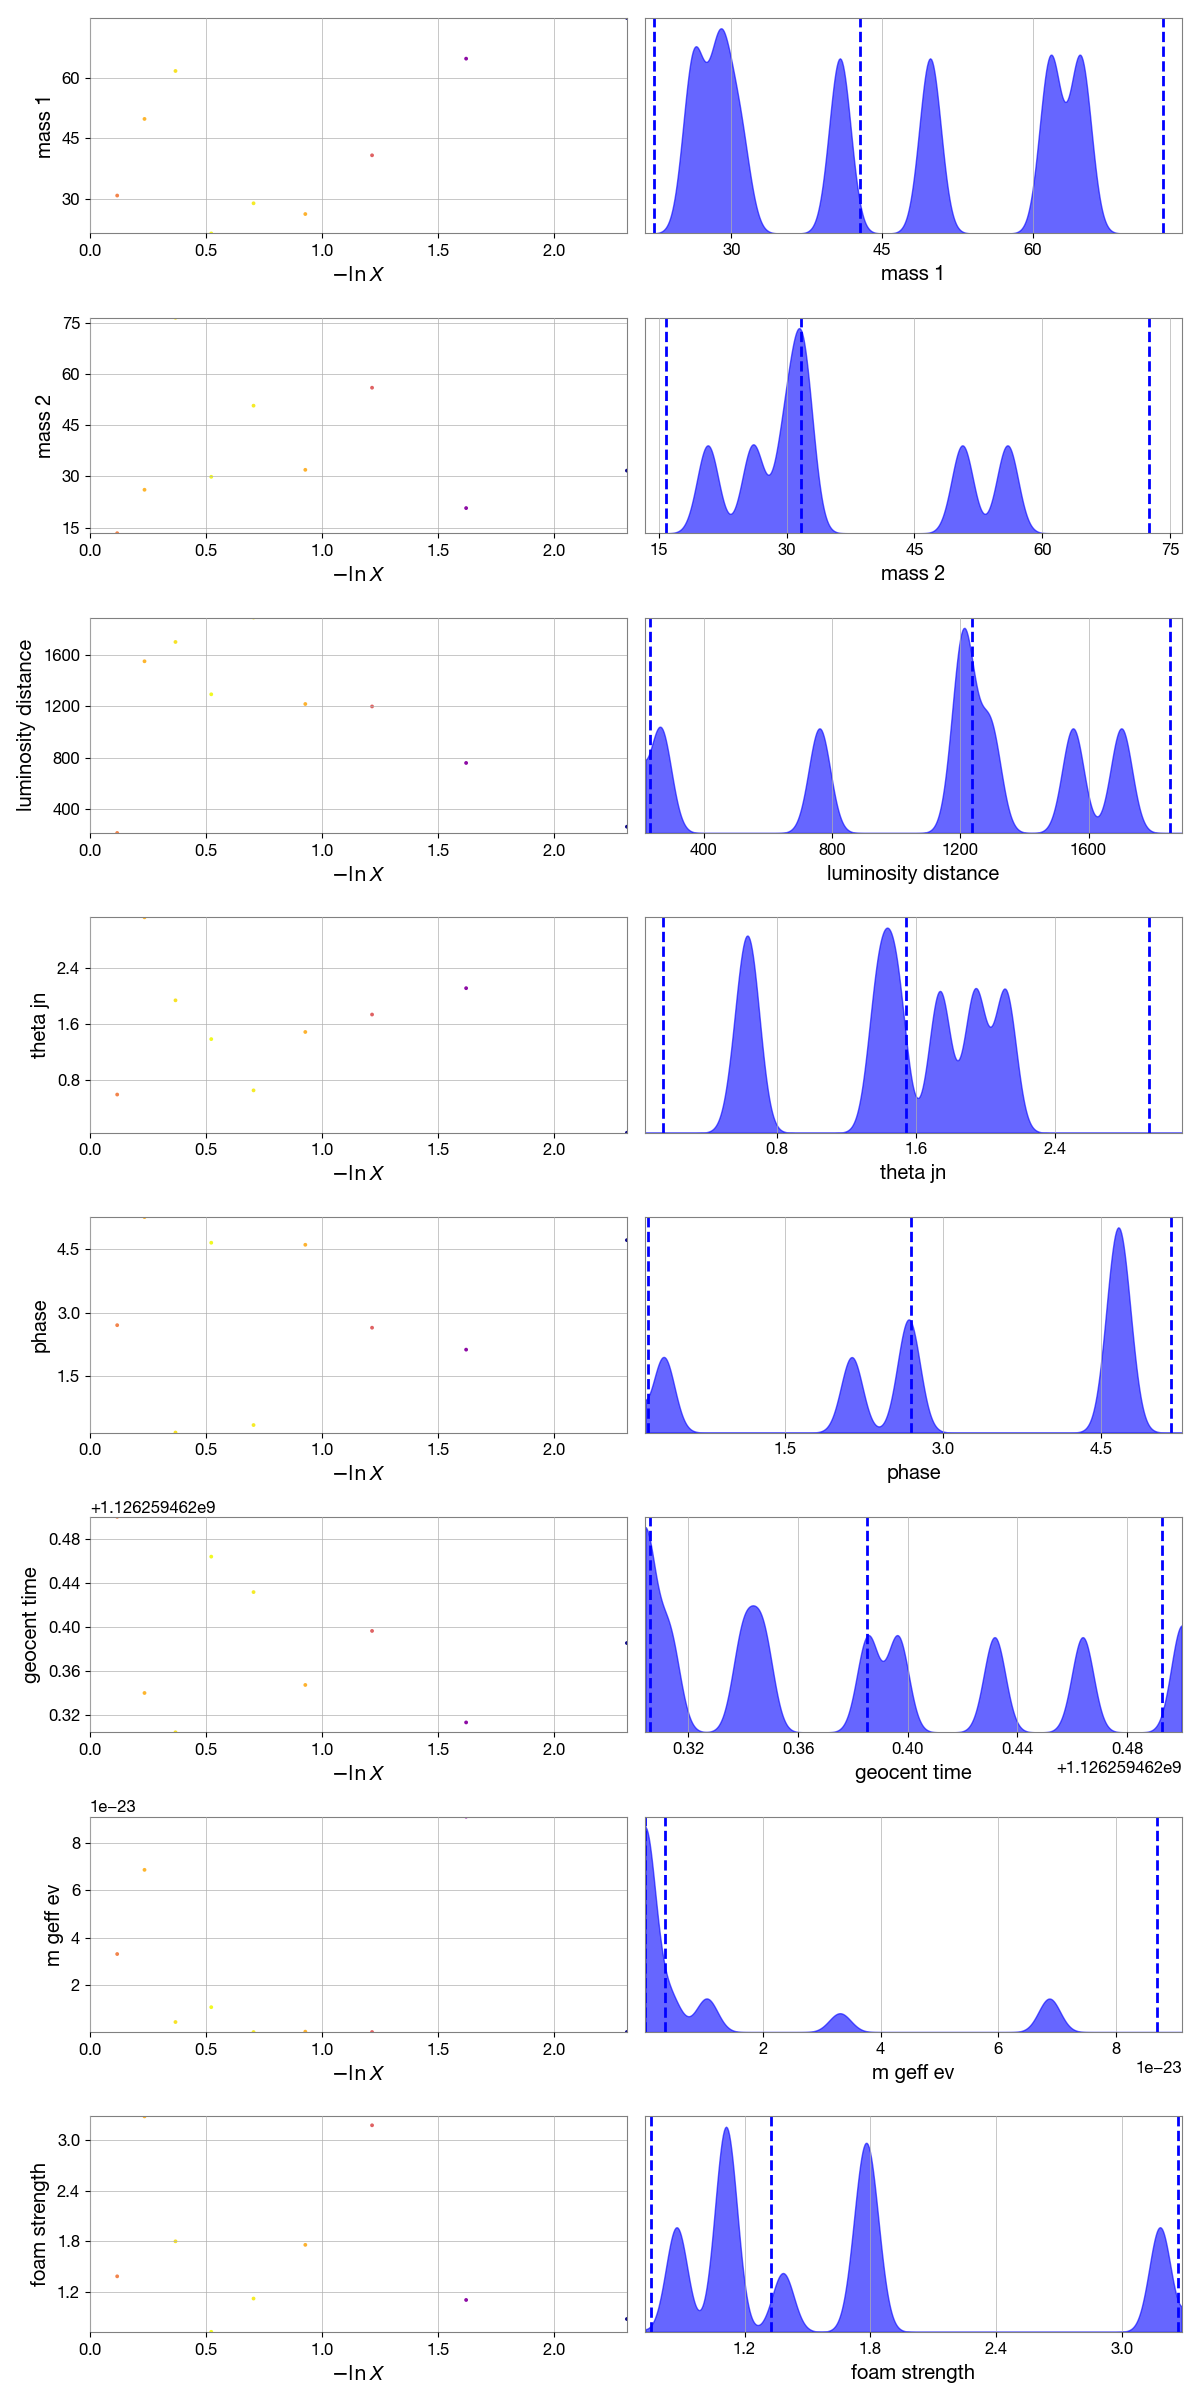 60
45
30
mass 1
0.0 0.5 1.0 1.5 2.0
−ln X
30 45 60
mass 1
75
60
45
30
15
mass 2
0.0 0.5 1.0 1.5 2.0
−ln X
15 30 45 60 75
mass 2
1600
1200
800
400
luminosity distance
0.0 0.5 1.0 1.5 2.0
−ln X
400 800 1200 1600
luminosity distance
2.4
1.6
0.8
theta jn
0.0 0.5 1.0 1.5 2.0
−ln X
0.8 1.6 2.4
theta jn
4.5
3.0
1.5
phase
0.0 0.5 1.0 1.5 2.0
−ln X
1.5 3.0 4.5
phase
+1.126259462e9
0.48
0.44
0.40
0.36
0.32
geocent time
0.0 0.5 1.0 1.5 2.0
−ln X
0.32 0.36 0.40 0.44 0.48
+1.126259462e9
geocent time
1e−23
8
6
4
2
m geff ev
0.0 0.5 1.0 1.5 2.0
−ln X
2 4 6 8
1e−23
m geff ev
3.0
2.4
1.8
1.2
foam strength
0.0 0.5 1.0 1.5 2.0
−ln X
1.2 1.8 2.4 3.0
foam strength